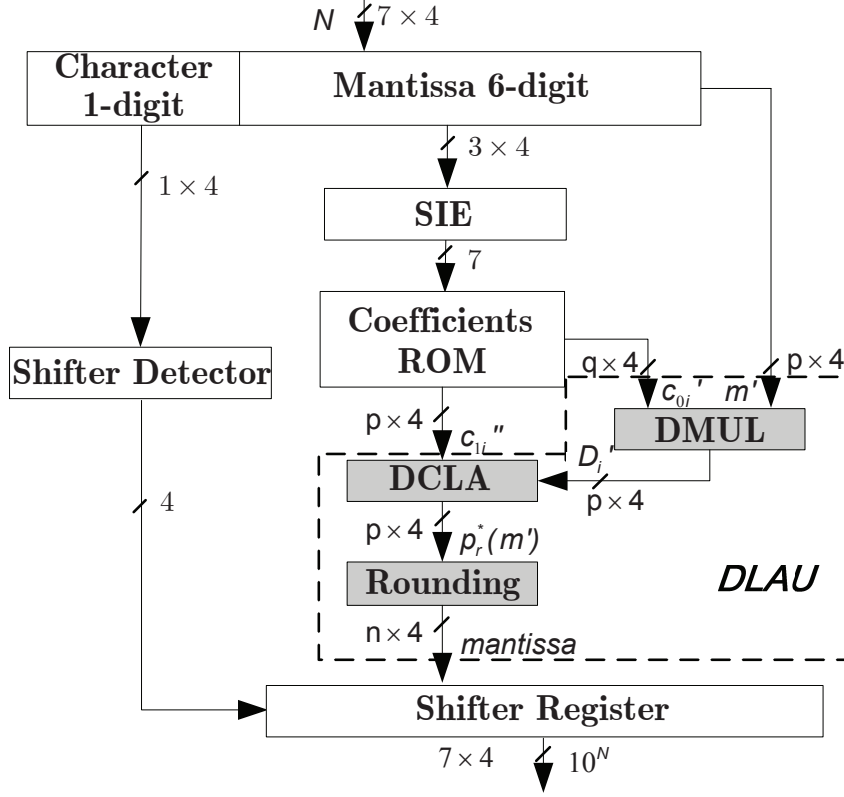 N 7 × 4
Character
1-digit
Mantissa 6-digit
3 × 4
1 × 4
SIE
7
Coefficients
ROM
Shifter Detector
q × 4
p × 4
c₀ᵢ' m'
p × 4
DMUL
c₁ᵢ''
Dᵢ'
DCLA
p × 4
4
p × 4
pᵣ*(m')
Rounding
DLAU
n × 4
mantissa
Shifter Register
7 × 4
10ᴺ